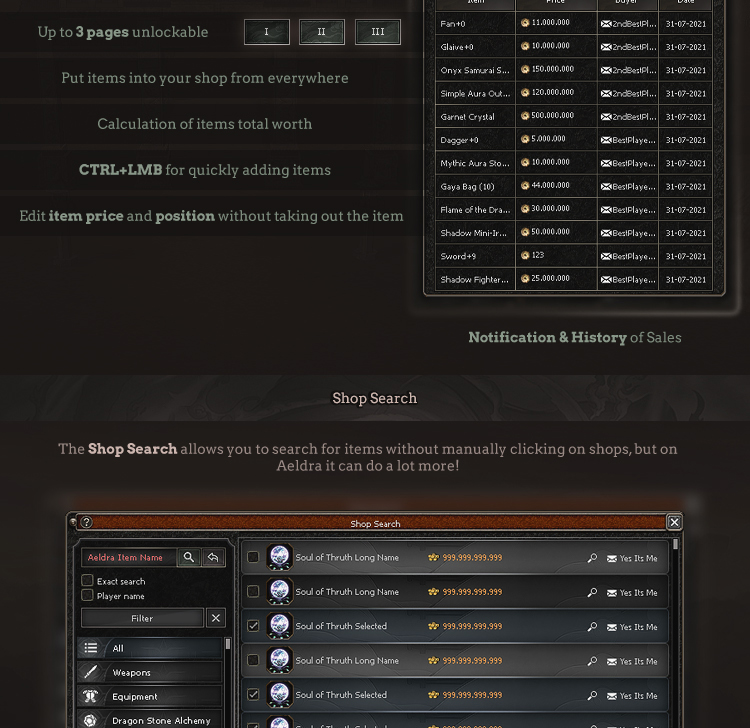 Up to 3 pages unlockable
I II III
Put items into your shop from everywhere
Calculation of items total worth
CTRL+LMB for quickly adding items
Edit item price and position without taking out the item
Item Price Buyer Date
Fan+0 11.000.000 2ndBestPl... 31-07-2021
Glaive+0 10.000.000 2ndBestPl... 31-07-2021
Onyx Samurai S... 150.000.000 2ndBestPl... 31-07-2021
Simple Aura Out... 120.000.000 2ndBestPl... 31-07-2021
Garnet Crystal 500.000.000 2ndBestPl... 31-07-2021
Dagger+0 5.000.000 BestPlaye... 31-07-2021
Mythic Aura Sto... 10.000.000 BestPlaye... 31-07-2021
Gaya Bag (10) 44.000.000 BestPlaye... 31-07-2021
Flame of the Dra... 30.000.000 BestPlaye... 31-07-2021
Shadow Mini-Ir... 50.000.000 BestPlaye... 31-07-2021
Sword+9 123 BestPlaye... 31-07-2021
Shadow Fighter... 25.000.000 BestPlaye... 31-07-2021
Notification & History of Sales
Shop Search
The Shop Search allows you to search for items without manually clicking on shops, but on
Aeldra it can do a lot more!
? Shop Search X
Aeldra Item Name
Exact search
Player name
Filter X
All
Weapons
Equipment
Dragon Stone Alchemy
Soul of Thruth Long Name 999.999.999.999 Yes Its Me
Soul of Thruth Long Name 999.999.999.999 Yes Its Me
Soul of Thruth Selected 999.999.999.999 Yes Its Me
Soul of Thruth Long Name 999.999.999.999 Yes Its Me
Soul of Thruth Selected 999.999.999.999 Yes Its Me